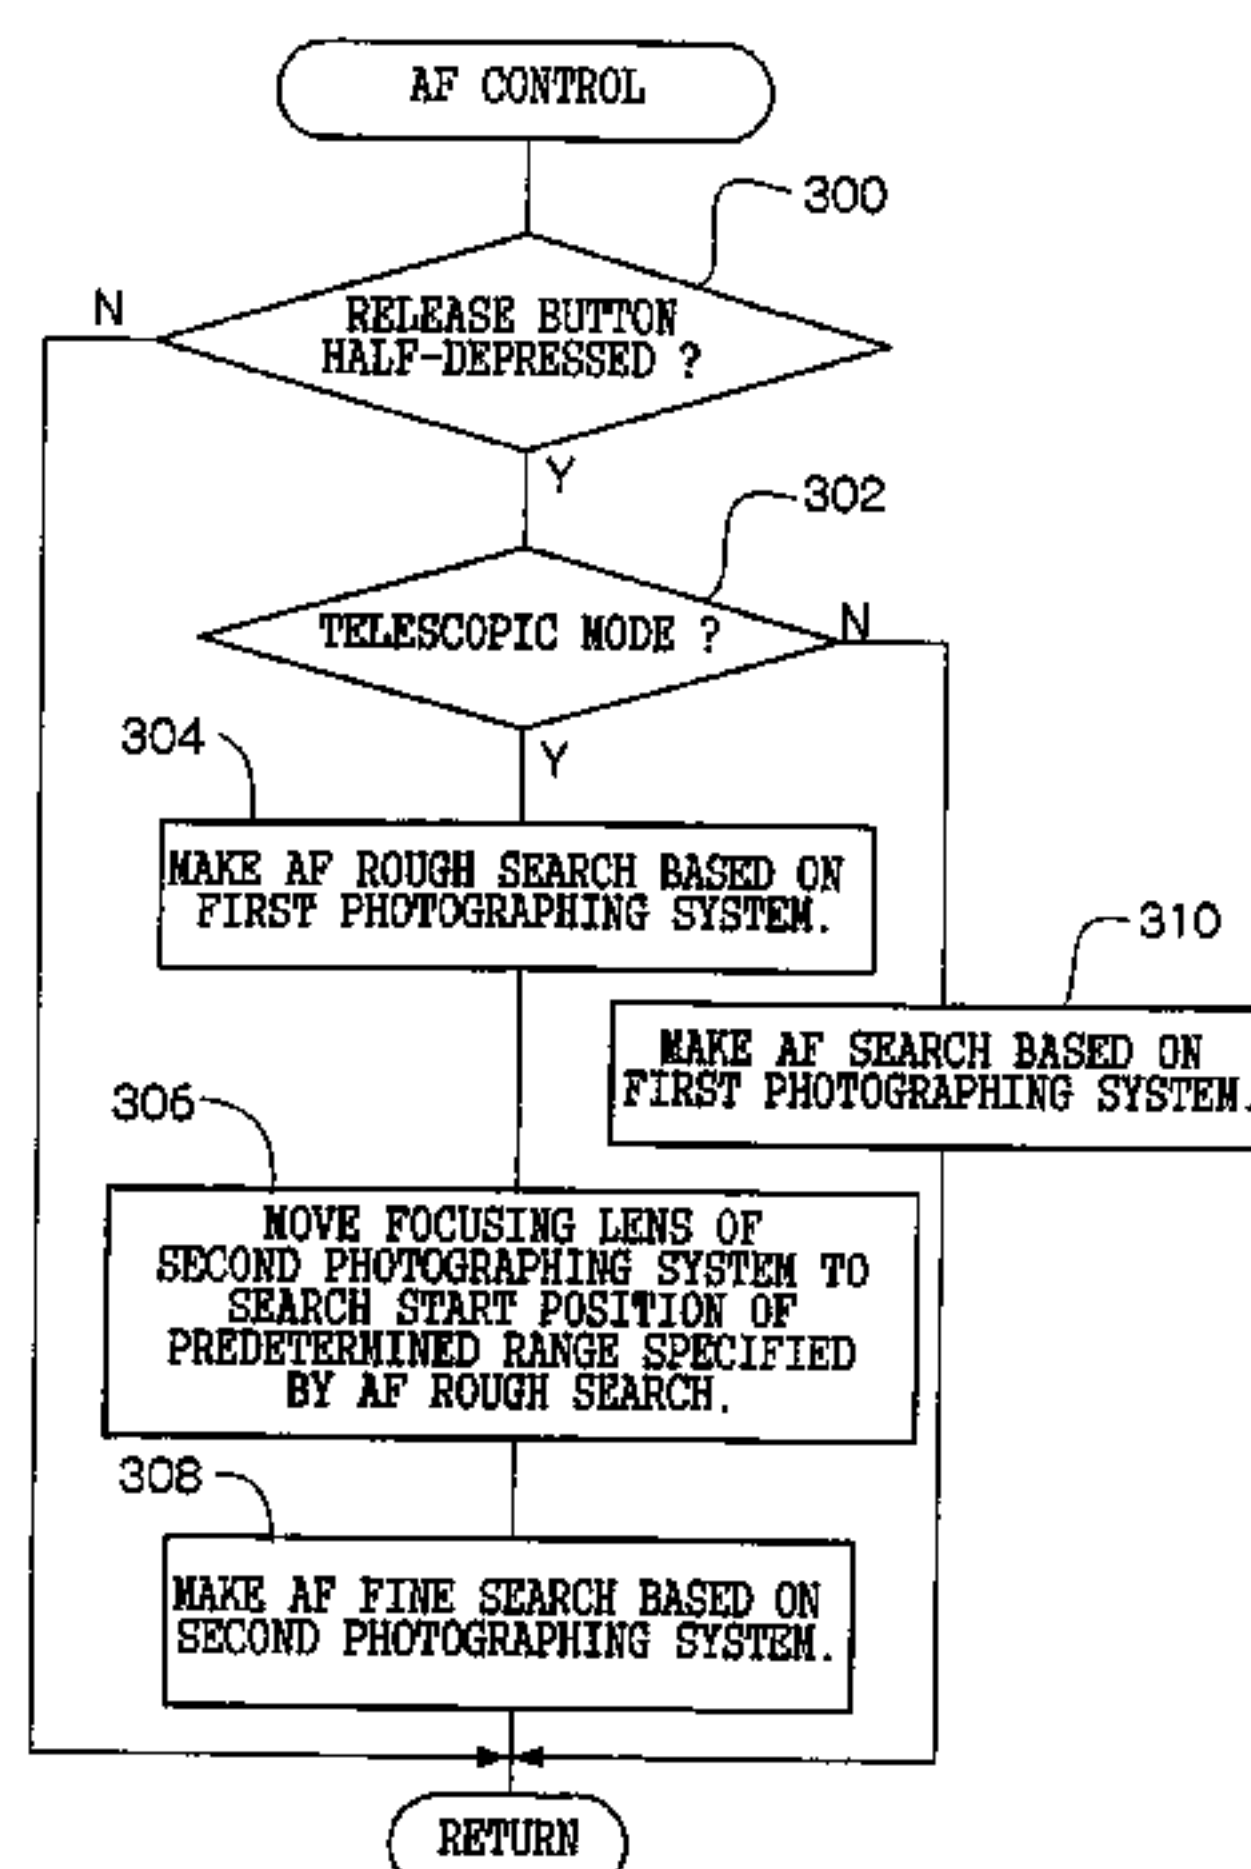 AF CONTROL
300
N
RELEASE BUTTON
HALF-DEPRESSED ?
Y
302
TELESCOPIC MODE ?
N
304
Y
MAKE AF ROUGH SEARCH BASED ON
FIRST PHOTOGRAPHING SYSTEM.
310
MAKE AF SEARCH BASED ON
FIRST PHOTOGRAPHING SYSTEM.
306
MOVE FOCUSING LENS OF
SECOND PHOTOGRAPHING SYSTEM TO
SEARCH START POSITION OF
PREDETERMINED RANGE SPECIFIED
BY AF ROUGH SEARCH.
308
MAKE AF FINE SEARCH BASED ON
SECOND PHOTOGRAPHING SYSTEM.
RETURN